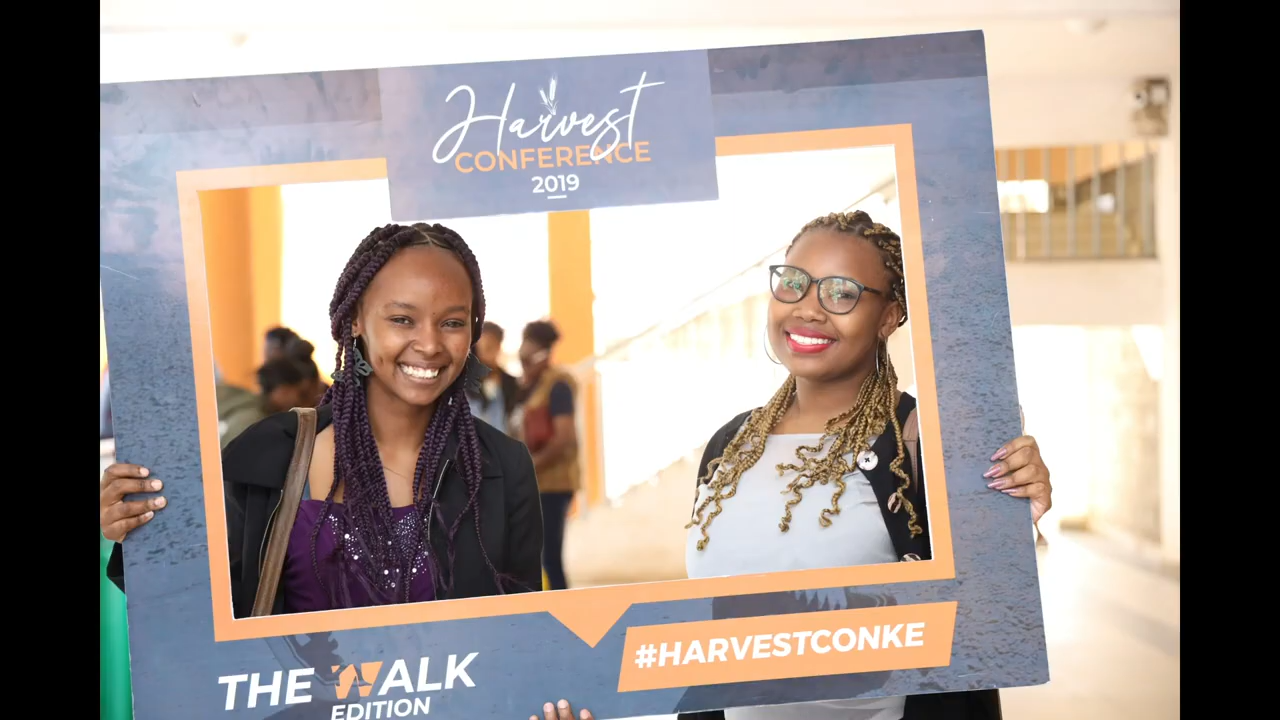 Harvest
CONFERENCE
2019
THE WALK
EDITION
#HARVESTCONKE